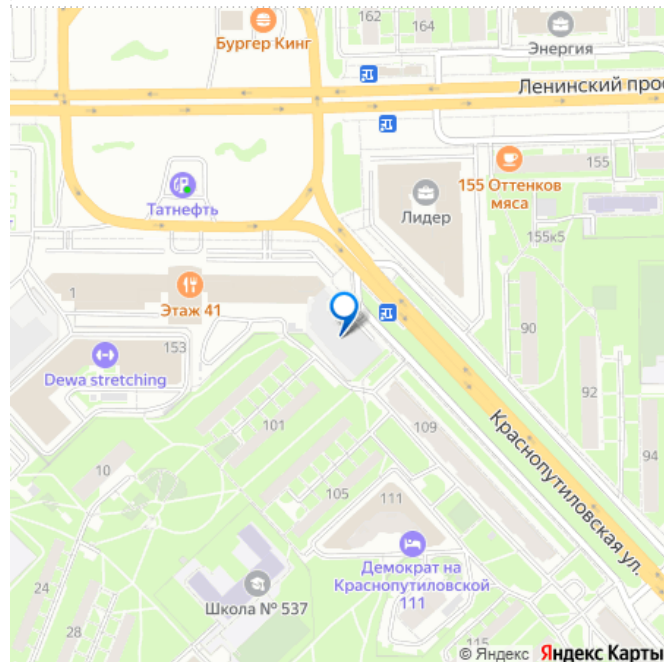 162
164
Бургер Кинг
Энергия
Ленинский прос
155
155 Оттенков
мяса
Лидер
Татнефть
155к5
1
Этаж 41
153
90
Dewa stretching
92
101
109
Краснопутиловская ул.
94
10
105
111
Демократ на
Краснопутиловской
111
24
Школа № 537
28
115
© Яндекс Яндекс Карты